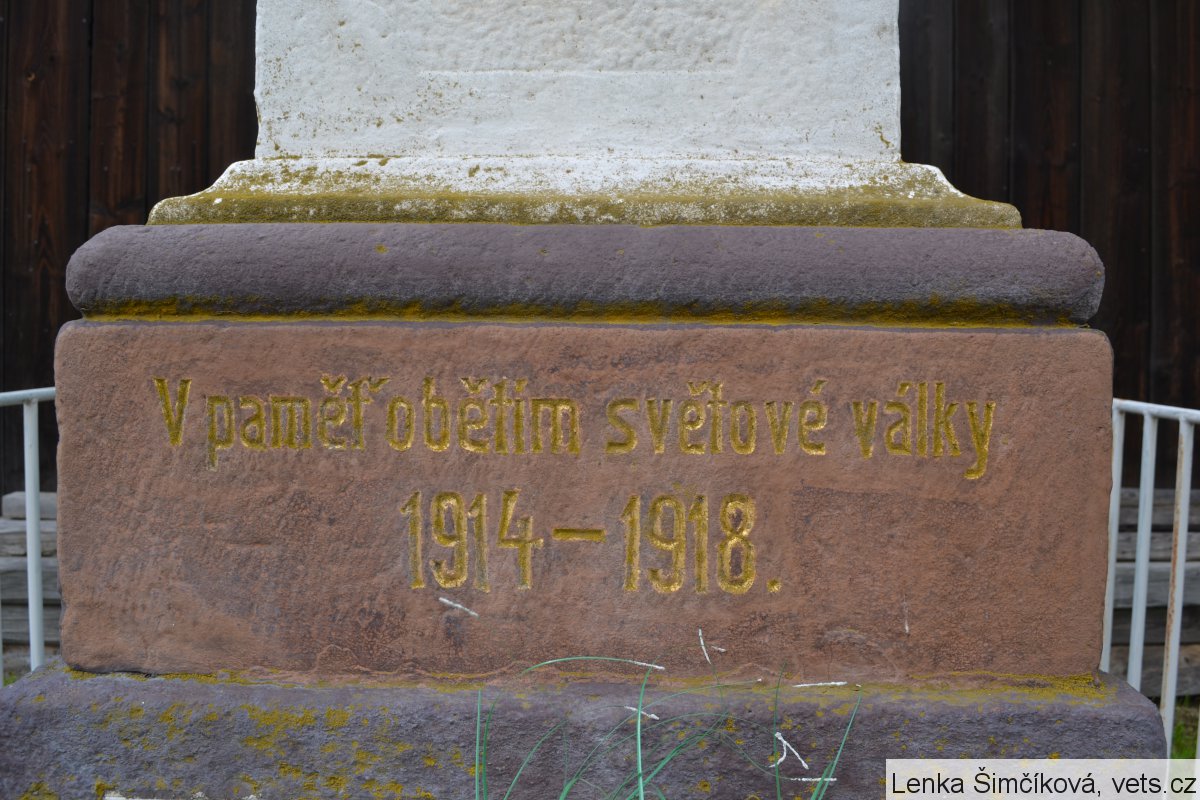 V paměť obětím světové války
1914–1918.
Lenka Šimčíková, vets.cz